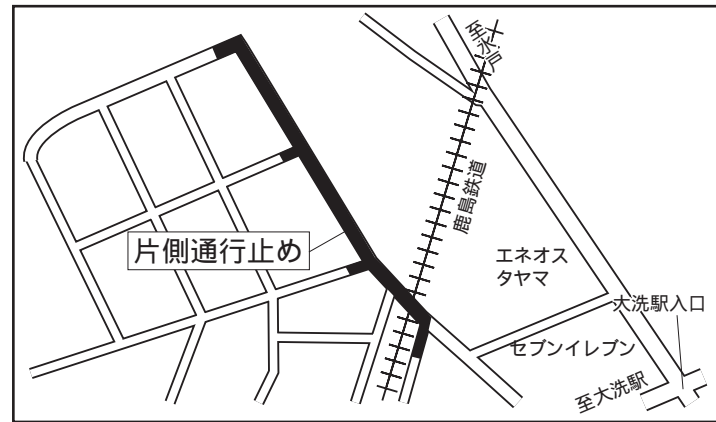 至水戸
鹿島鉄道
片側通行止め
エネオス
タヤマ
大洗駅入口
セブンイレブン
至大洗駅